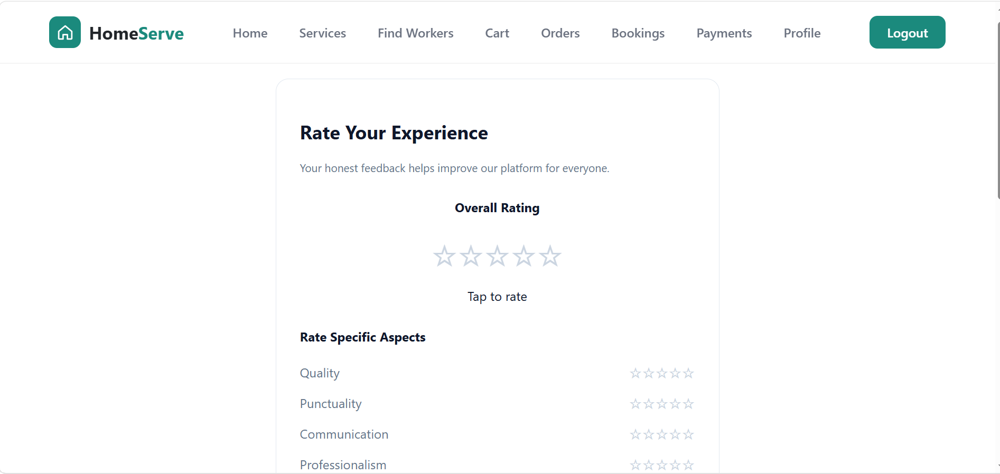 HomeServe Home Services Find Workers Cart Orders Bookings Payments Profile Logout
Rate Your Experience
Your honest feedback helps improve our platform for everyone.
Overall Rating
Tap to rate
Rate Specific Aspects
Quality
Punctuality
Communication
Professionalism